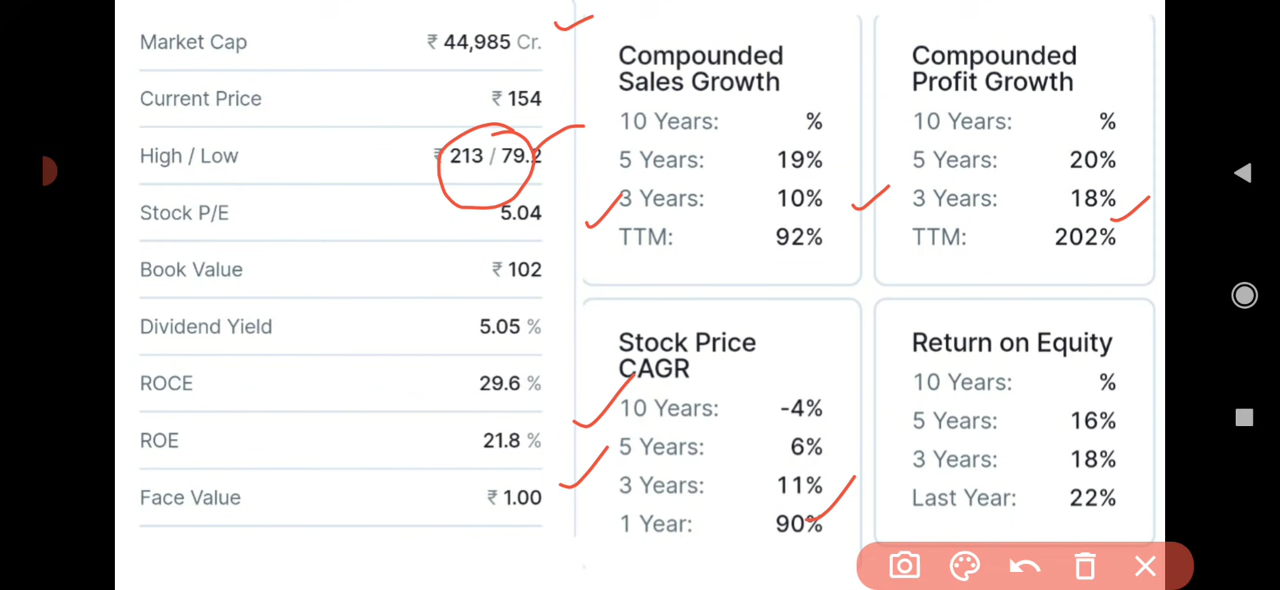 Market Cap ₹ 44,985 Cr.
Current Price ₹ 154
High / Low ₹ 213 / 79.2
Stock P/E 5.04
Book Value ₹ 102
Dividend Yield 5.05 %
ROCE 29.6 %
ROE 21.8 %
Face Value ₹ 1.00
Compounded
Sales Growth
10 Years: %
5 Years: 19%
3 Years: 10%
TTM: 92%
Compounded
Profit Growth
10 Years: %
5 Years: 20%
3 Years: 18%
TTM: 202%
Stock Price
CAGR
10 Years: -4%
5 Years: 6%
3 Years: 11%
1 Year: 90%
Return on Equity
10 Years: %
5 Years: 16%
3 Years: 18%
Last Year: 22%